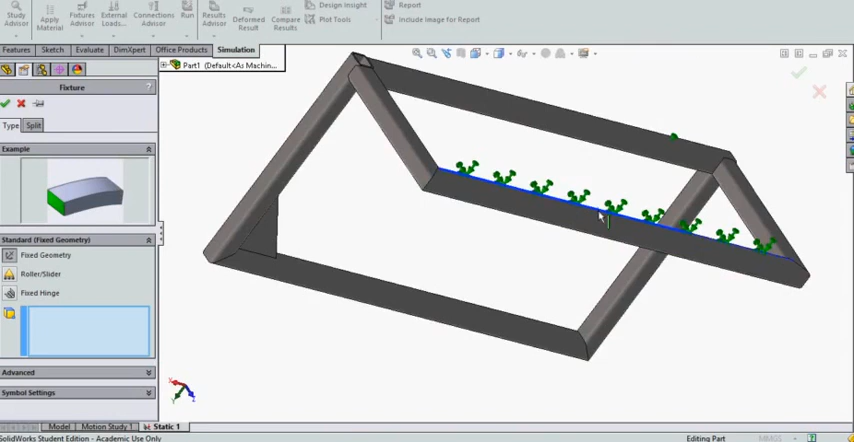 Study Advisor
Apply Material
Fixtures Advisor
External Loads...
Connections Advisor
Run
Results Advisor
Deformed Result
Compare Results
Design Insight
Plot Tools
Report
Include Image for Report
Features Sketch Evaluate DimXpert Office Products Simulation
Part1 (Default<As Machin...
Fixture ?
Type Split
Example
Standard (Fixed Geometry)
Fixed Geometry
Roller/Slider
Fixed Hinge
Advanced
Symbol Settings
Model Motion Study 1 Static 1
SolidWorks Student Edition - Academic Use Only Editing Part MMGS ?